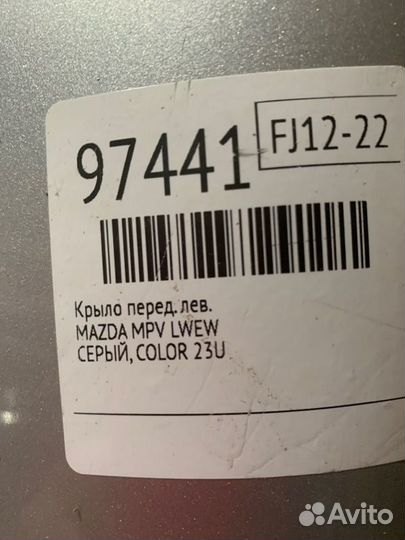 97441
FJ12-22
Крыло перед. лев.
MAZDA MPV LWEW
СЕРЫЙ, COLOR 23U
Avito